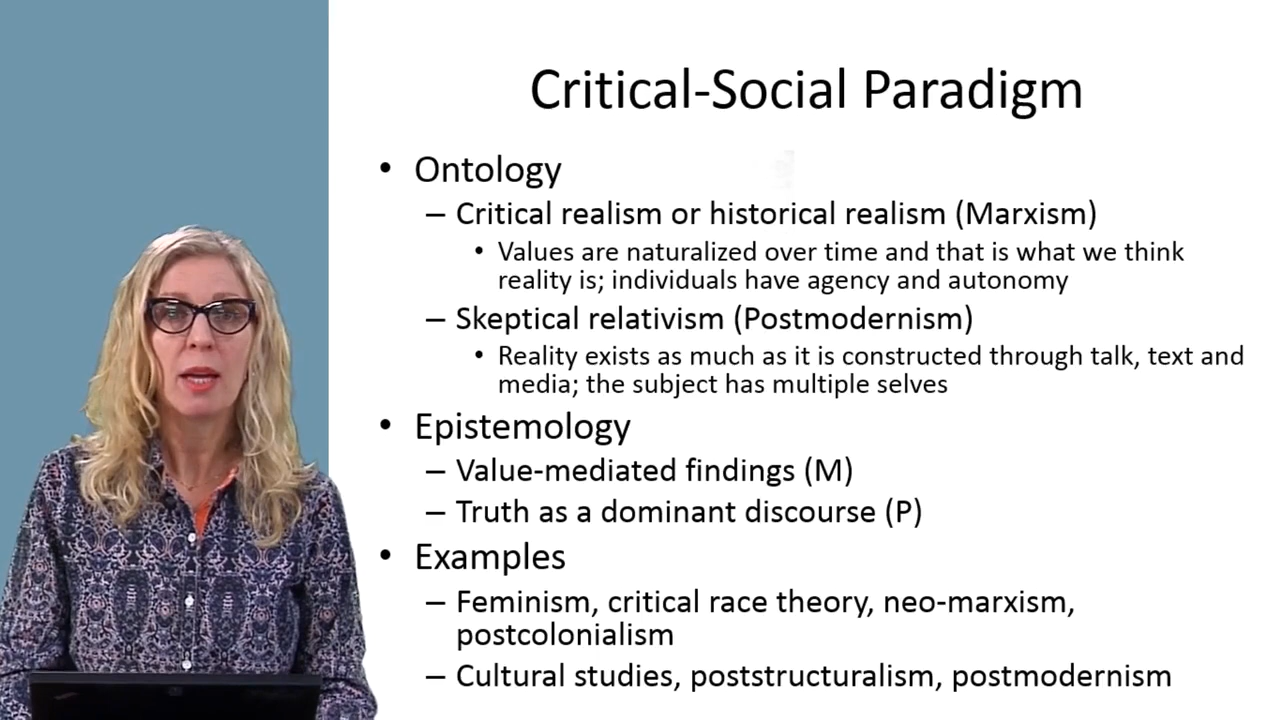 Critical-Social Paradigm
• Ontology
– Critical realism or historical realism (Marxism)
• Values are naturalized over time and that is what we think
reality is; individuals have agency and autonomy
– Skeptical relativism (Postmodernism)
• Reality exists as much as it is constructed through talk, text and
media; the subject has multiple selves
• Epistemology
– Value-mediated findings (M)
– Truth as a dominant discourse (P)
• Examples
– Feminism, critical race theory, neo-marxism,
postcolonialism
– Cultural studies, poststructuralism, postmodernism